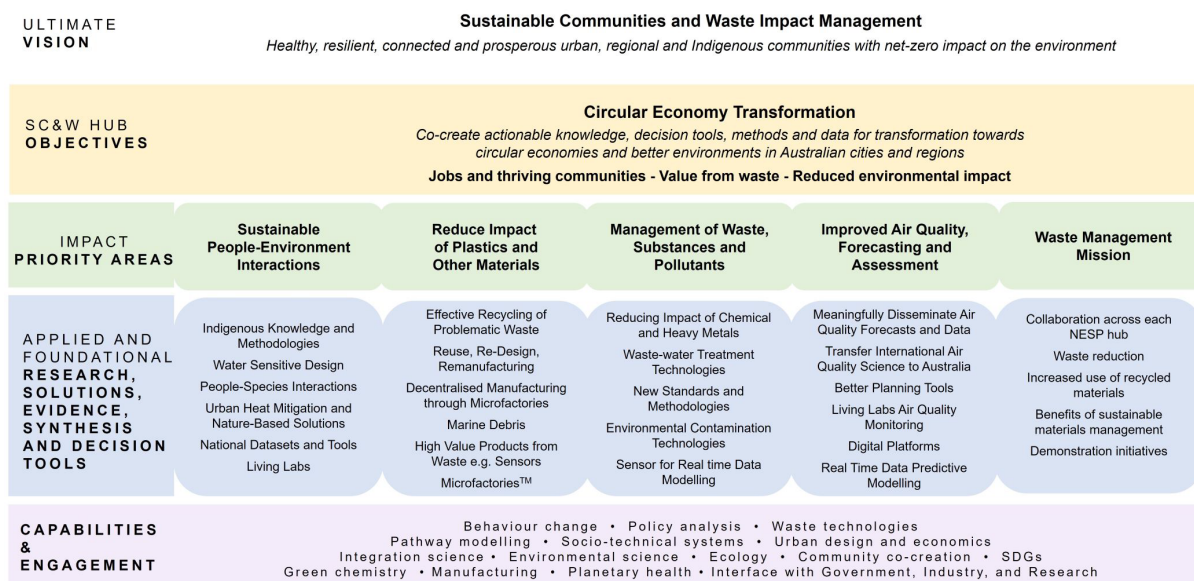 ULTIMATE
VISION
Sustainable Communities and Waste Impact Management
Healthy, resilient, connected and prosperous urban, regional and Indigenous communities with net-zero impact on the environment
SC&W HUB
OBJECTIVES
Circular Economy Transformation
Co-create actionable knowledge, decision tools, methods and data for transformation towards
circular economies and better environments in Australian cities and regions
Jobs and thriving communities - Value from waste - Reduced environmental impact
IMPACT
PRIORITY AREAS
Sustainable
People-Environment
Interactions
Reduce Impact
of Plastics and
Other Materials
Management of Waste,
Substances and
Pollutants
Improved Air Quality,
Forecasting and
Assessment
Waste Management
Mission
APPLIED AND
FOUNDATIONAL
RESEARCH,
SOLUTIONS,
EVIDENCE,
SYNTHESIS
AND DECISION
TOOLS
Indigenous Knowledge and
Methodologies
Water Sensitive Design
People-Species Interactions
Urban Heat Mitigation and
Nature-Based Solutions
National Datasets and Tools
Living Labs
Effective Recycling of
Problematic Waste
Reuse, Re-Design,
Remanufacturing
Decentralised Manufacturing
through Microfactories
Marine Debris
High Value Products from
Waste e.g. Sensors
Microfactories™
Reducing Impact of Chemical
and Heavy Metals
Waste-water Treatment
Technologies
New Standards and
Methodologies
Environmental Contamination
Technologies
Sensor for Real time Data
Modelling
Meaningfully Disseminate Air
Quality Forecasts and Data
Transfer International Air
Quality Science to Australia
Better Planning Tools
Living Labs Air Quality
Monitoring
Digital Platforms
Real Time Data Predictive
Modelling
Collaboration across each
NESP hub
Waste reduction
Increased use of recycled
materials
Benefits of sustainable
materials management
Demonstration initiatives
CAPABILITIES
&
ENGAGEMENT
Behaviour change • Policy analysis • Waste technologies
Pathway modelling • Socio-technical systems • Urban design and economics
Integration science • Environmental science • Ecology • Community co-creation • SDGs
Green chemistry • Manufacturing • Planetary health • Interface with Government, Industry, and Research